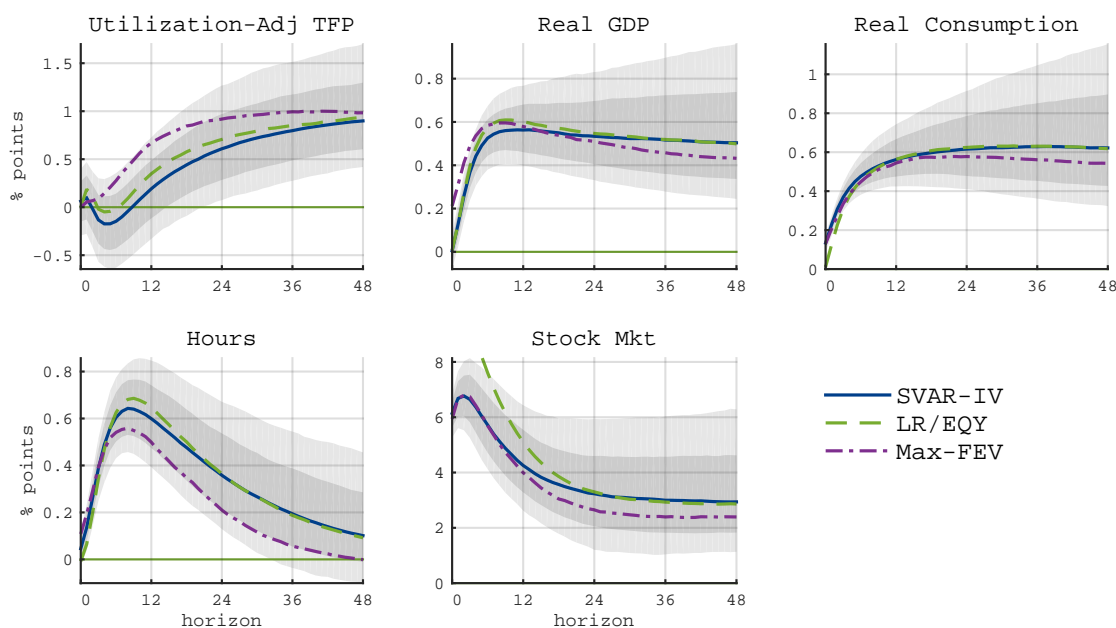 Utilization-Adj TFP
% points
1.5
1
0.5
0
-0.5
0 12 24 36 48
Real GDP
0.8
0.6
0.4
0.2
0
0 12 24 36 48
Real Consumption
1
0.8
0.6
0.4
0.2
0
0 12 24 36 48
Hours
% points
0.8
0.6
0.4
0.2
0
0 12 24 36 48
horizon
Stock Mkt
8
6
4
2
0
0 12 24 36 48
horizon
SVAR-IV
LR/EQY
Max-FEV